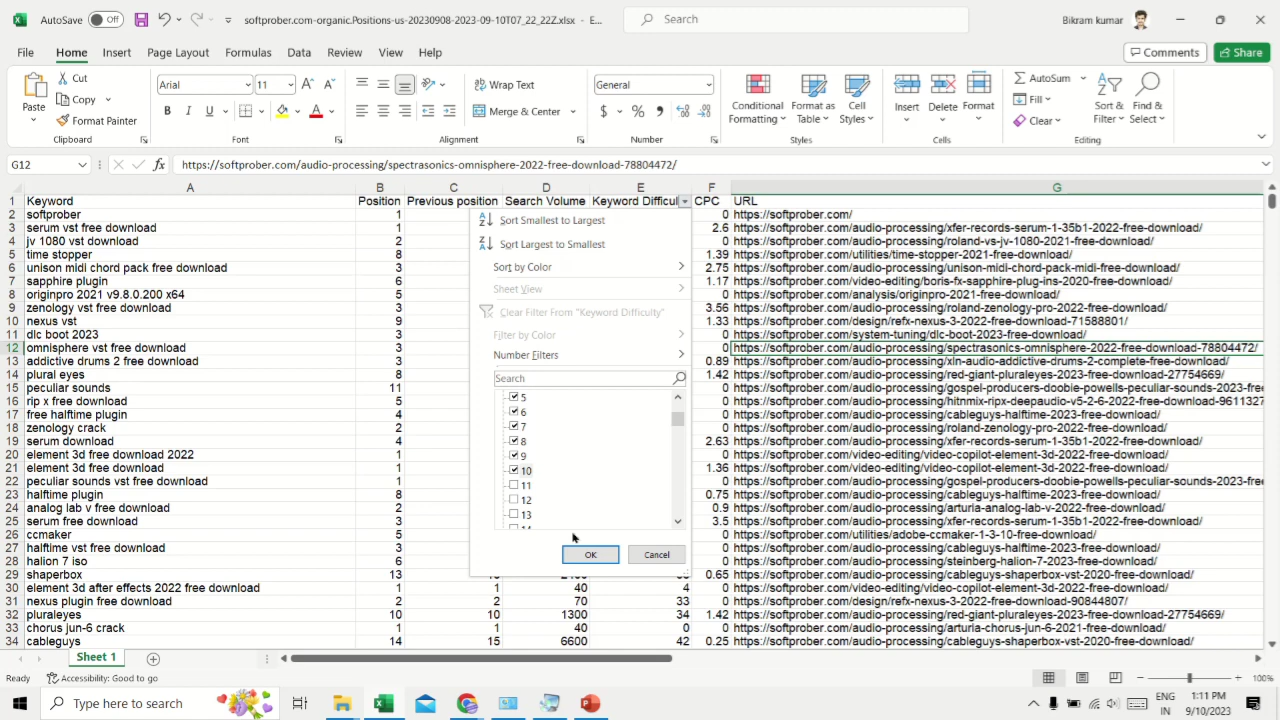 AutoSave Off softprober.com-organic.Positions-us-20230908-2023-09-10T07_22_22Z.xlsx - E... Search Bikram kumar
File Home Insert Page Layout Formulas Data Review View Help Comments Share
Paste Cut Copy Format Painter Clipboard
Arial 11 B I U Font
Wrap Text Merge & Center Alignment
General $ % Number
Conditional Formatting Format as Table Cell Styles Styles
Insert Delete Format Cells
AutoSum Fill Clear Sort & Filter Find & Select Editing
G12 fx https://softprober.com/audio-processing/spectrasonics-omnisphere-2022-free-download-78804472/
A B C D E F G
1 Keyword Position Previous position Search Volume Keyword Difficul CPC URL
2 softprober 1 0 https://softprober.com/
3 serum vst free download 1 2.6 https://softprober.com/audio-processing/xfer-records-serum-1-35b1-2022-free-download/
4 jv 1080 vst download 2 0 https://softprober.com/audio-processing/roland-vs-jv-1080-2021-free-download/
5 time stopper 8 1.39 https://softprober.com/utilities/time-stopper-2021-free-download/
6 unison midi chord pack free download 3 2.75 https://softprober.com/audio-processing/unison-midi-chord-pack-midi-free-download/
7 sapphire plugin 6 1.17 https://softprober.com/video-editing/boris-fx-sapphire-plug-ins-2020-free-download/
8 originpro 2021 v9.8.0.200 x64 5 0 https://softprober.com/analysis/originpro-2021-free-download/
9 zenology vst free download 3 3.56 https://softprober.com/audio-processing/roland-zenology-pro-2022-free-download/
10 nexus vst 9 1.33 https://softprober.com/design/refx-nexus-3-2022-free-download-71588801/
11 dlc boot 2023 3 0 https://softprober.com/system-tuning/dlc-boot-2023-free-download/
12 omnisphere vst free download 3 0 https://softprober.com/audio-processing/spectrasonics-omnisphere-2022-free-download-78804472/
13 addictive drums 2 free download 3 0.89 https://softprober.com/audio-processing/xln-audio-addictive-drums-2-complete-free-download/
14 plural eyes 8 1.42 https://softprober.com/audio-processing/red-giant-pluraleyes-2022-free-download-27754669/
15 peculiar sounds 11 0 https://softprober.com/audio-processing/gospel-producers-doobie-powells-peculiar-sounds-2023-free
16 rip x free download 5 0 https://softprober.com/audio-processing/hitnmix-ripx-deepaudio-v5-2-6-2022-free-download-9611327
17 free halftime plugin 4 0 https://softprober.com/audio-processing/cableguys-halftime-2023-free-download/
18 zenology crack 2 0 https://softprober.com/audio-processing/roland-zenology-pro-2022-free-download/
19 serum download 4 2.63 https://softprober.com/audio-processing/xfer-records-serum-1-35b1-2022-free-download/
20 element 3d free download 2022 1 0 https://softprober.com/video-editing/video-copilot-element-3d-2022-free-download/
21 element 3d free download 1 1.36 https://softprober.com/video-editing/video-copilot-element-3d-2022-free-download/
22 peculiar sounds vst free download 1 0 https://softprober.com/audio-processing/gospel-producers-doobie-powells-peculiar-sounds-2023-free
23 halftime plugin 8 0.75 https://softprober.com/audio-processing/cableguys-halftime-2023-free-download/
24 analog lab v free download 2 0.9 https://softprober.com/audio-processing/arturia-analog-lab-v-2022-free-download/
25 serum free download 3 3.5 https://softprober.com/audio-processing/xfer-records-serum-1-35b1-2022-free-download/
26 ccmaker 5 0 https://softprober.com/utilities/adobe-ccmaker-1-3-10-free-download/
27 halftime vst free download 3 0 https://softprober.com/audio-processing/cableguys-halftime-2023-free-download/
28 halion 7 iso 6 0 https://softprober.com/audio-processing/steinberg-halion-7-2023-free-download/
29 shaperbox 13 0.65 https://softprober.com/audio-processing/cableguys-shaperbox-vst-2020-free-download/
30 element 3d after effects 2022 free download 1 1 40 4 0 https://softprober.com/video-editing/video-copilot-element-3d-2022-free-download/
31 nexus plugin free download 2 2 70 33 0 https://softprober.com/design/refx-nexus-3-2022-free-download-90844807/
32 pluraleyes 10 10 1300 34 1.42 https://softprober.com/audio-processing/red-giant-pluraleyes-2022-free-download-27754669/
33 chorus jun-6 crack 1 1 40 0 0 https://softprober.com/audio-processing/arturia-chorus-jun-6-2021-free-download/
34 cableguys 14 15 6600 42 0.25 https://softprober.com/audio-processing/cableguys-shaperbox-vst-2020-free-download/
Sort Smallest to Largest
Sort Largest to Smallest
Sort by Color
Sheet View
Clear Filter From "Keyword Difficulty"
Filter by Color
Number Filters
Search
5
6
7
8
9
10
11
12
13
OK Cancel
Sheet 1
Ready Accessibility: Good to go 100%
Type here to search ENG IN 1:11 PM 9/10/2023